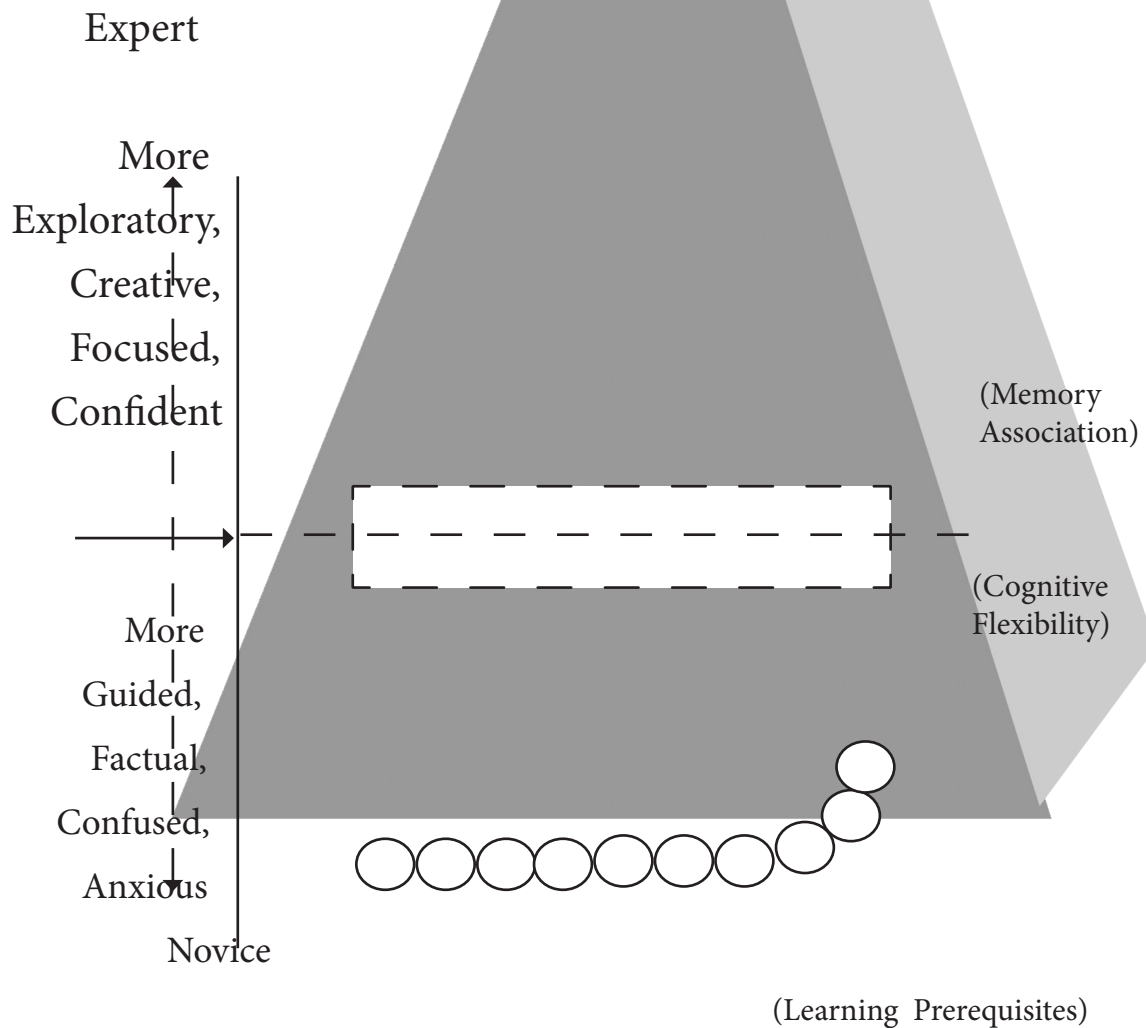 Expert
More
Exploratory,
Creative,
Focused,
Confident
(Memory
Association)
(Cognitive
Flexibility)
More
Guided,
Factual,
Confused,
Anxious
Novice
(Learning Prerequisites)